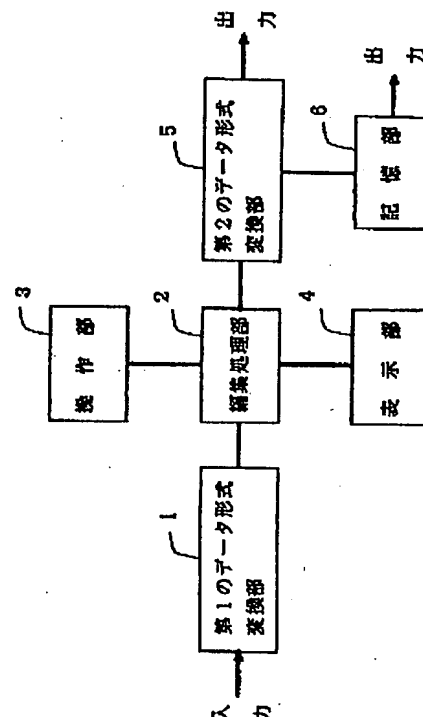 入力
1
第1のデータ形式
変換部
3
操作部
2
編集処理部
4
表示部
5
第2のデータ形式
変換部
出力
6
記憶部
出力